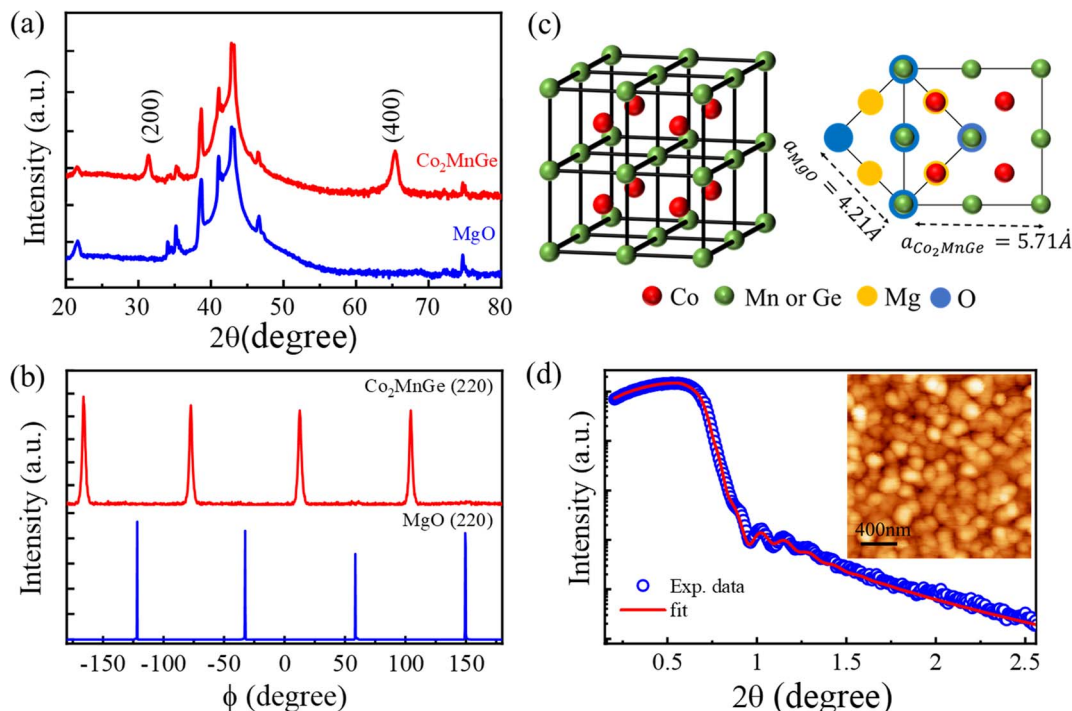 (a)
Intensity (a.u.)
(200)
(400)
Co₂MnGe
MgO
20 30 40 50 60 70 80
2θ(degree)
(b)
Intensity (a.u.)
Co₂MnGe (220)
MgO (220)
-150 -100 -50 0 50 100 150
ϕ (degree)
(c)
a_MgO = 4.21Å
a_Co₂MnGe = 5.71Å
Co Mn or Ge Mg O
(d)
Intensity (a.u.)
400nm
Exp. data
fit
0.5 1 1.5 2 2.5
2θ (degree)